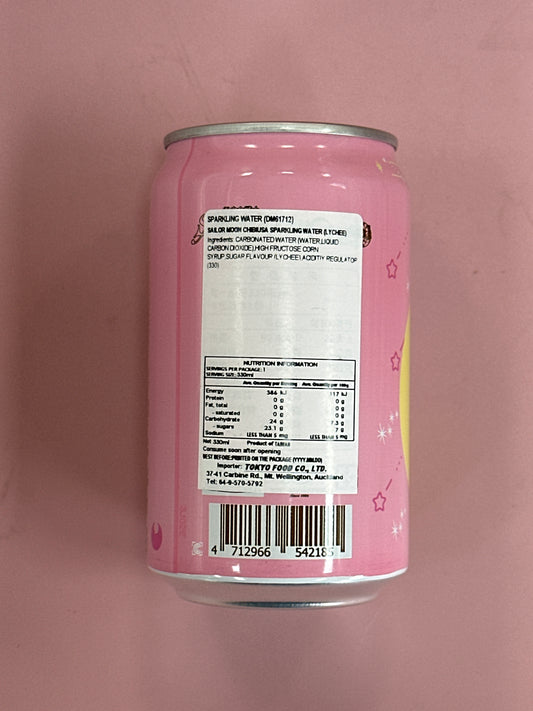 SPARKLING WATER (DM61712)
SAILOR MOON CHIBIUSA SPARKLING WATER (LYCHEE)
Ingredients: CARBONATED WATER (WATER,LIQUID
CARBON DIOXIDE),HIGH FRUCTOSE CORN
SYRUP,SUGAR FLAVOUR (LYCHEE),ACIDITIY REGULATOR
(330)
NUTRITION INFORMATION
SERVINGS PER PACKAGE: 1
SERVING SIZE: 330ml
Ave. Quantity per Serving Ave. Quantity per 100g
Energy 386 kJ 117 kJ
Protein 0 g 0 g
Fat, total 0 g 0 g
- saturated 0 g 0 g
Carbohydrate 24 g 7.3 g
- sugars 23.1 g 7 g
Sodium LESS THAN 5 mg LESS THAN 5 mg
Net 330ml Product of TAIWAN
Consume soon after opening
BEST BEFORE:PRINTED ON THE PACKAGE (YYYY.MM.DD)
Importer: TOKYO FOOD CO., LTD.
37-41 Carbine Rd., Mt. Wellington, Auckland
Tel: 64-9-570-5792
4 712966 542185